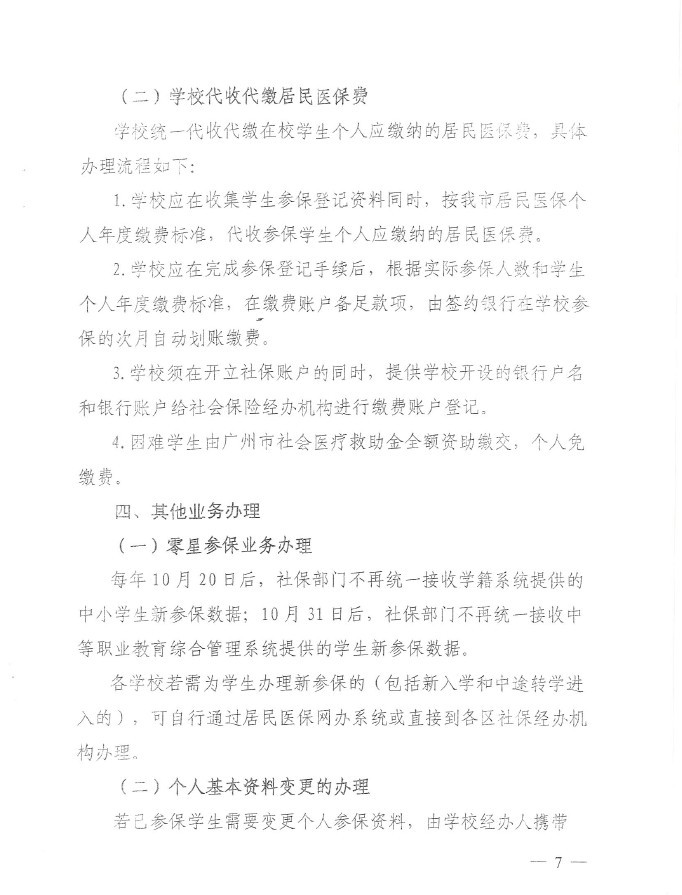 （二）学校代收代缴居民医保费
学校统一代收代缴在校学生个人应缴纳的居民医保费，具体
办理流程如下：
1.学校应在收集学生参保登记资料同时，按我市居民医保个
人年度缴费标准，代收参保学生个人应缴纳的居民医保费。
2.学校应在完成参保登记手续后，根据实际参保人数和学生
个人年度缴费标准，在缴费账户备足款项，由签约银行在学校参
保的次月自动划账缴费。
3.学校须在开立社保账户的同时，提供学校开设的银行户名
和银行账户给社会保险经办机构进行缴费账户登记。
4.困难学生由广州市社会医疗救助金全额资助缴交，个人免
缴费。
四、其他业务办理
（一）零星参保业务办理
每年 10 月 20 日后，社保部门不再统一接收学籍系统提供的
中小学生新参保数据；10 月 31 日后，社保部门不再统一接收中
等职业教育综合管理系统提供的学生新参保数据。
各学校若需为学生办理新参保的（包括新入学和中途转学进
入的），可自行通过居民医保网办系统或直接到各区社保经办机
构办理。
（二）个人基本资料变更的办理
若已参保学生需要变更个人参保资料，由学校经办人携带
— 7 —